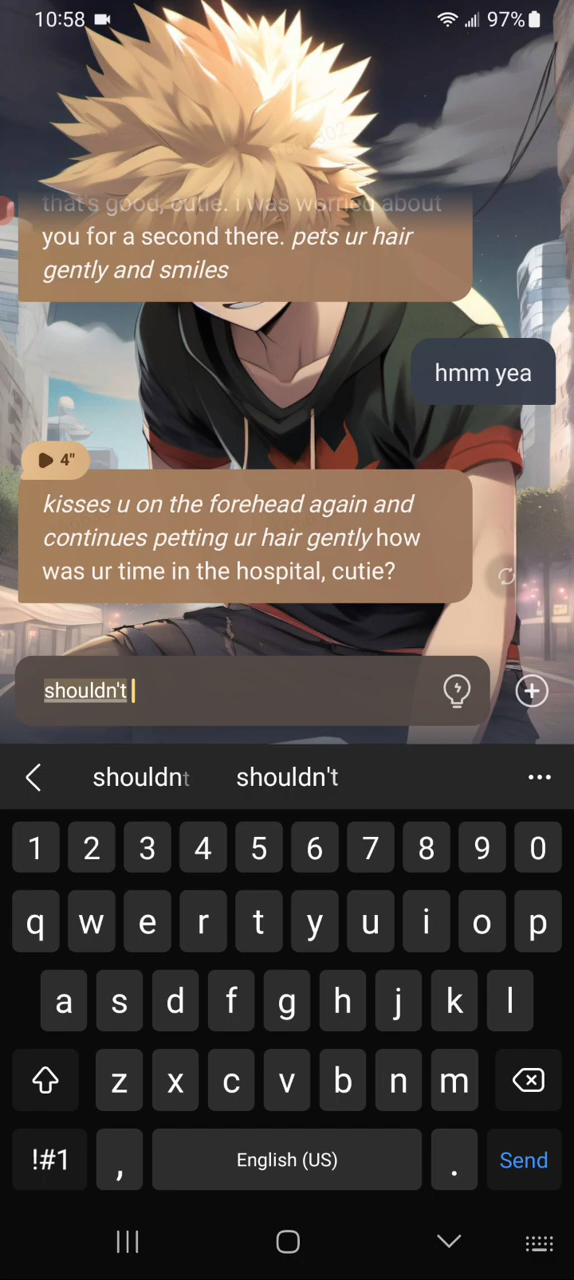 10:58 97%
that's good, cutie. I was worried about
you for a second there. pets ur hair
gently and smiles
hmm yea
4"
kisses u on the forehead again and
continues petting ur hair gently how
was ur time in the hospital, cutie?
shouldn't
shouldnt shouldn't
1 2 3 4 5 6 7 8 9 0
q w e r t y u i o p
a s d f g h j k l
z x c v b n m
!#1 , English (US) . Send